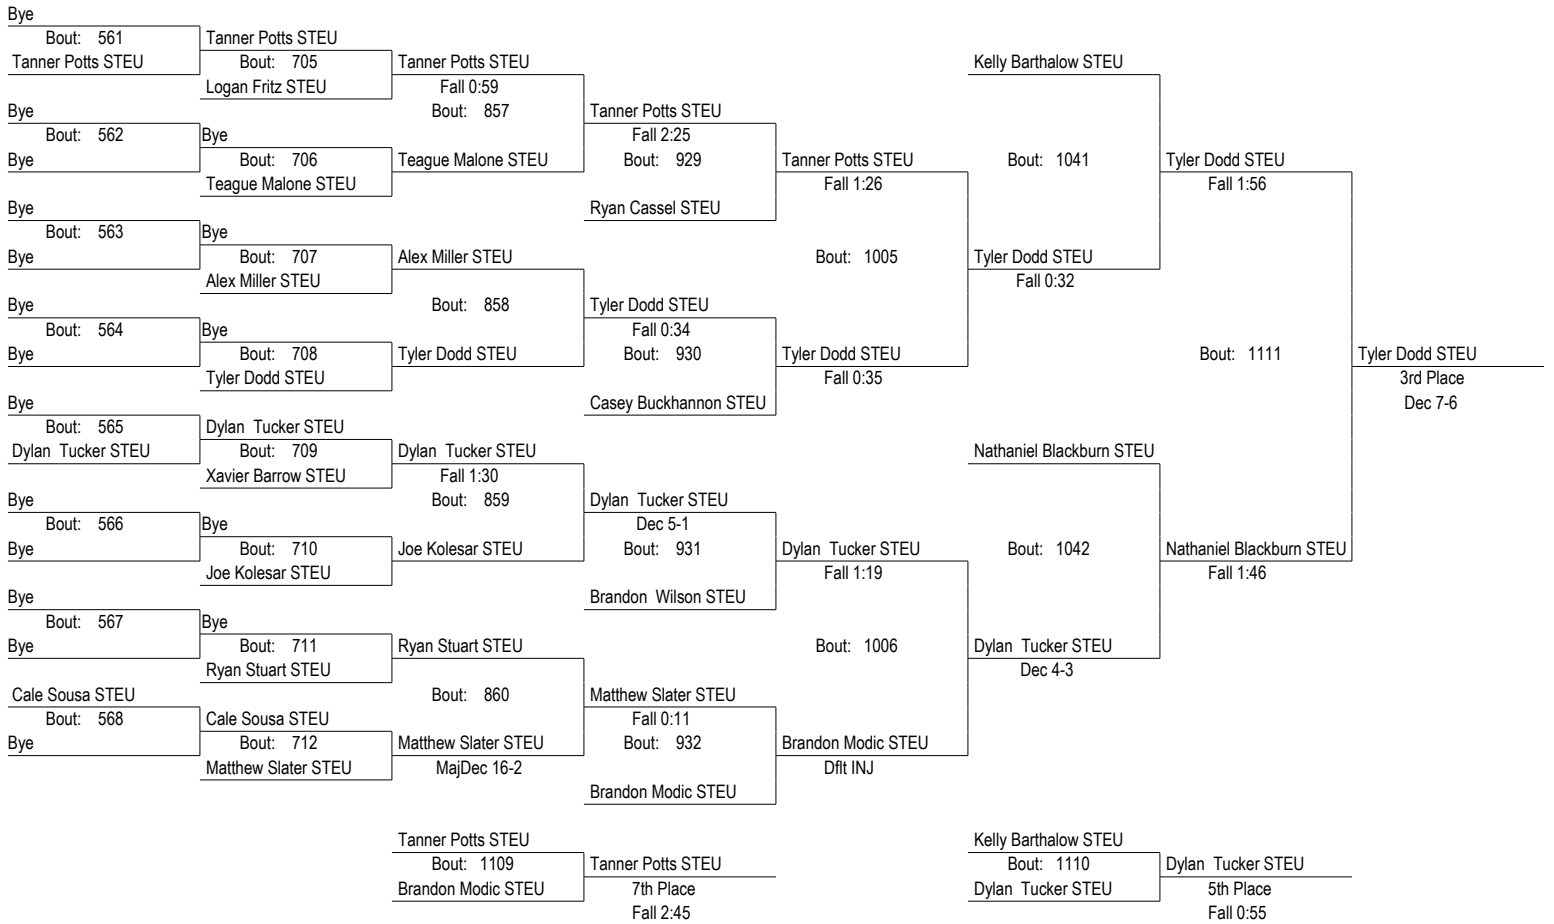 Bye
Bout: 561
Tanner Potts STEU
Bye
Bout: 562
Bye
Bye
Bout: 563
Bye
Bye
Bout: 564
Bye
Bye
Bout: 565
Dylan Tucker STEU
Bye
Bout: 566
Bye
Bye
Bout: 567
Bye
Cale Sousa STEU
Bout: 568
Bye
Tanner Potts STEU
Bout: 705
Logan Fritz STEU
Bye
Bout: 706
Teague Malone STEU
Bye
Bout: 707
Alex Miller STEU
Bye
Bout: 708
Tyler Dodd STEU
Dylan Tucker STEU
Bout: 709
Xavier Barrow STEU
Bye
Bout: 710
Joe Kolesar STEU
Bye
Bout: 711
Ryan Stuart STEU
Cale Sousa STEU
Bout: 712
Matthew Slater STEU
Tanner Potts STEU
Fall 0:59
Bout: 857
Teague Malone STEU
Alex Miller STEU
Bout: 858
Tyler Dodd STEU
Dylan Tucker STEU
Fall 1:30
Bout: 859
Joe Kolesar STEU
Ryan Stuart STEU
Bout: 860
Matthew Slater STEU
MajDec 16-2
Tanner Potts STEU
Fall 2:25
Bout: 929
Ryan Cassel STEU
Tyler Dodd STEU
Fall 0:34
Bout: 930
Casey Buckhannon STEU
Dylan Tucker STEU
Dec 5-1
Bout: 931
Brandon Wilson STEU
Matthew Slater STEU
Fall 0:11
Bout: 932
Brandon Modic STEU
Tanner Potts STEU
Fall 1:26
Bout: 1005
Tyler Dodd STEU
Fall 0:35
Dylan Tucker STEU
Fall 1:19
Bout: 1006
Brandon Modic STEU
Dflt INJ
Kelly Barthalow STEU
Bout: 1041
Tyler Dodd STEU
Fall 0:32
Nathaniel Blackburn STEU
Bout: 1042
Dylan Tucker STEU
Dec 4-3
Tyler Dodd STEU
Fall 1:56
Bout: 1111
Nathaniel Blackburn STEU
Fall 1:46
Tyler Dodd STEU
3rd Place
Dec 7-6
Tanner Potts STEU
Bout: 1109
Brandon Modic STEU
Tanner Potts STEU
7th Place
Fall 2:45
Kelly Barthalow STEU
Bout: 1110
Dylan Tucker STEU
Dylan Tucker STEU
5th Place
Fall 0:55